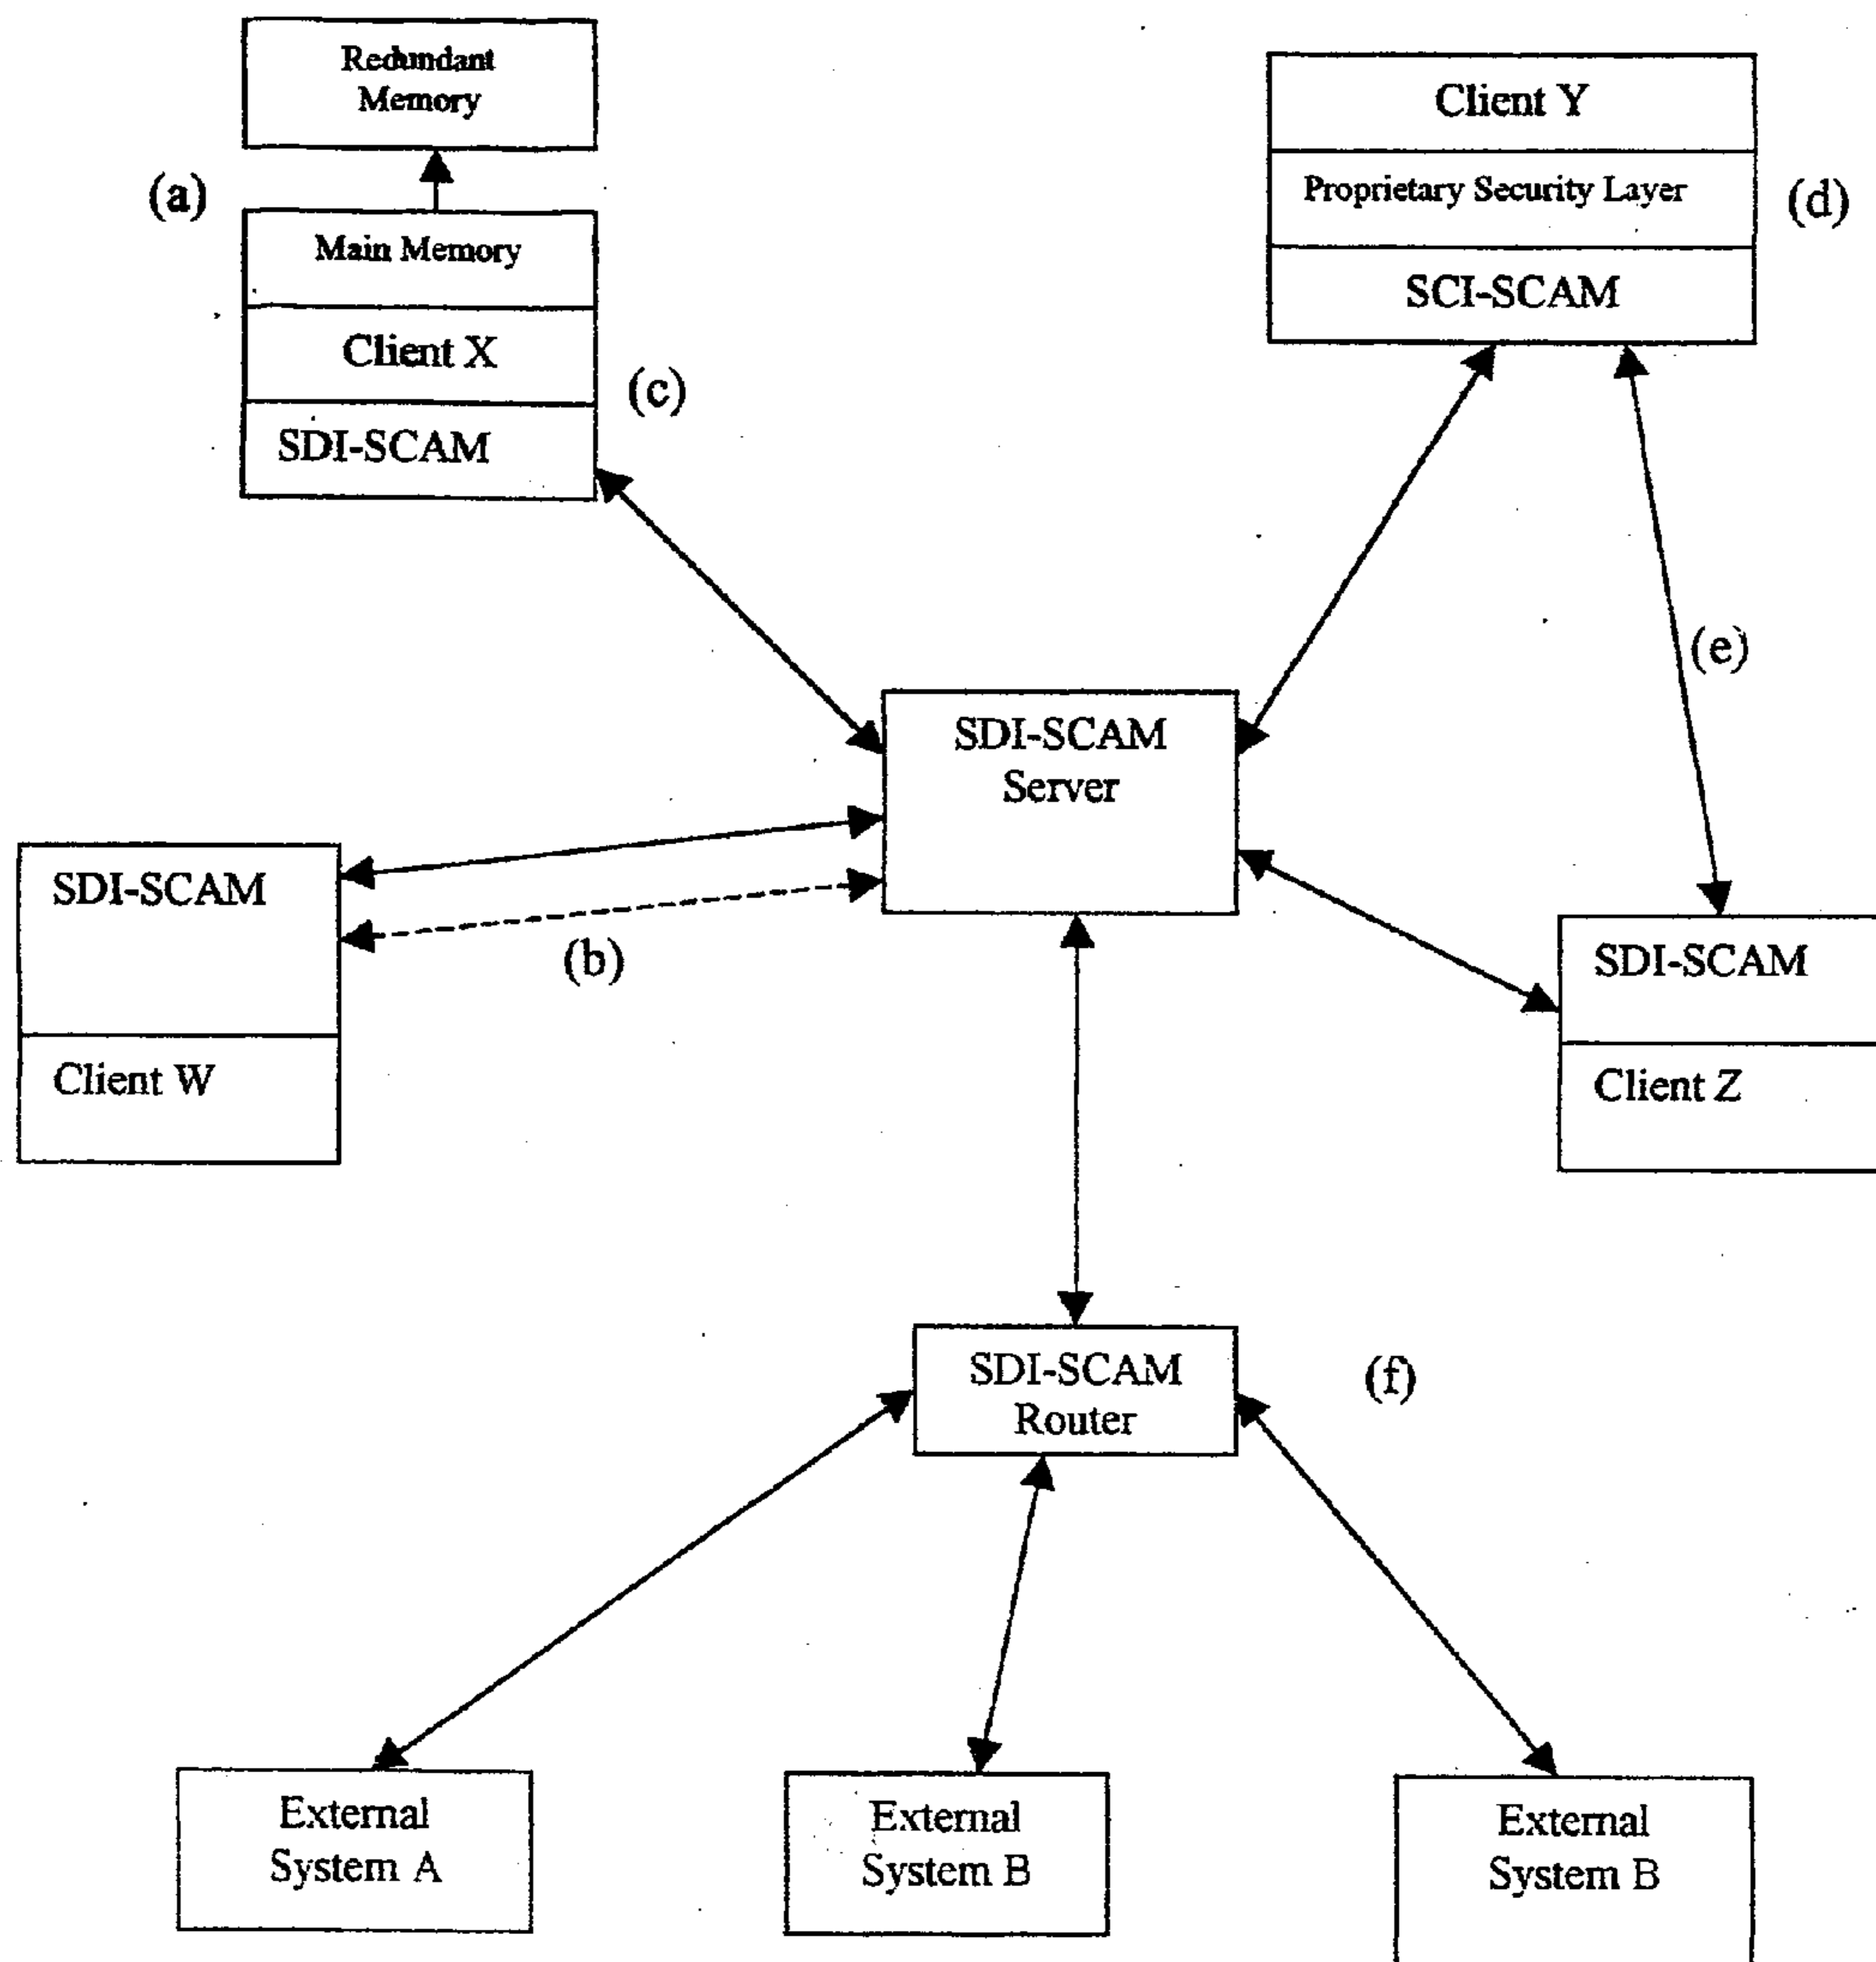 Redundant
Memory
(a)
Main Memory
Client X
(c)
SDI-SCAM
Client Y
Proprietary Security Layer
(d)
SCI-SCAM
(e)
SDI-SCAM
Server
SDI-SCAM
Client W
(b)
SDI-SCAM
Client Z
SDI-SCAM
Router
(f)
External
System A
External
System B
External
System B